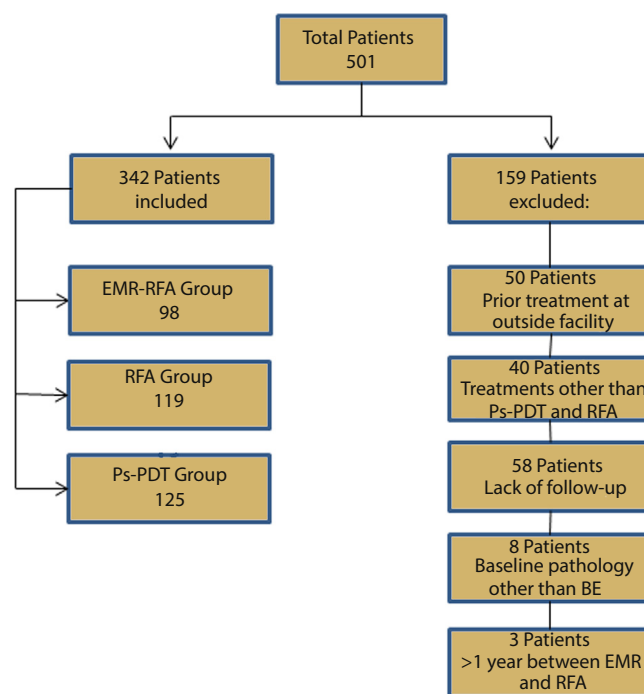 Total Patients
501
342 Patients
included
159 Patients
excluded:
EMR-RFA Group
98
RFA Group
119
Ps-PDT Group
125
50 Patients
Prior treatment at
outside facility
40 Patients
Treatments other than
Ps-PDT and RFA
58 Patients
Lack of follow-up
8 Patients
Baseline pathology
other than BE
3 Patients
>1 year between EMR
and RFA